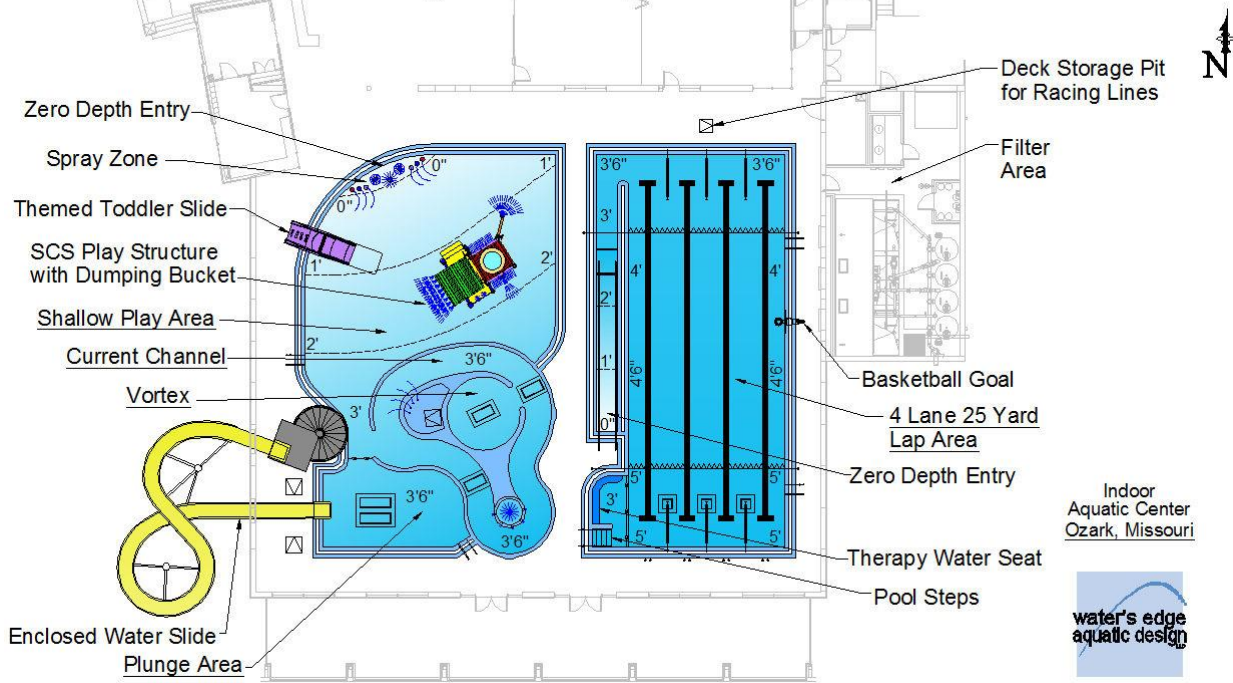 N
Deck Storage Pit
for Racing Lines
Zero Depth Entry
Filter
Area
Spray Zone
Themed Toddler Slide
SCS Play Structure
with Dumping Bucket
Shallow Play Area
Current Channel
Vortex
Enclosed Water Slide
Plunge Area
0"
1'
0"
1'
2'
2'
3'6"
3'
3'6"
3'6"
3'6"
3'6"
3'
4'
4'
2'
1'
4'6"
4'6"
0"
5'
5'
3'
5'
5'
Basketball Goal
4 Lane 25 Yard
Lap Area
Zero Depth Entry
Therapy Water Seat
Pool Steps
Indoor
Aquatic Center
Ozark, Missouri
water's edge
aquatic design